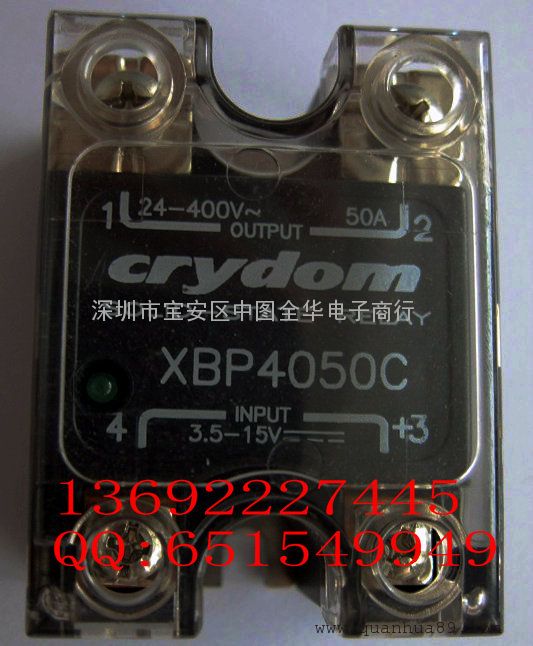 24-400V~ 50A
1 OUTPUT 2
crydom
深圳市宝安区中图全华电子商行
RELAY
XBP4050C
INPUT
4 3.5-15V⎓ +3
13692227445
QQ:651549949